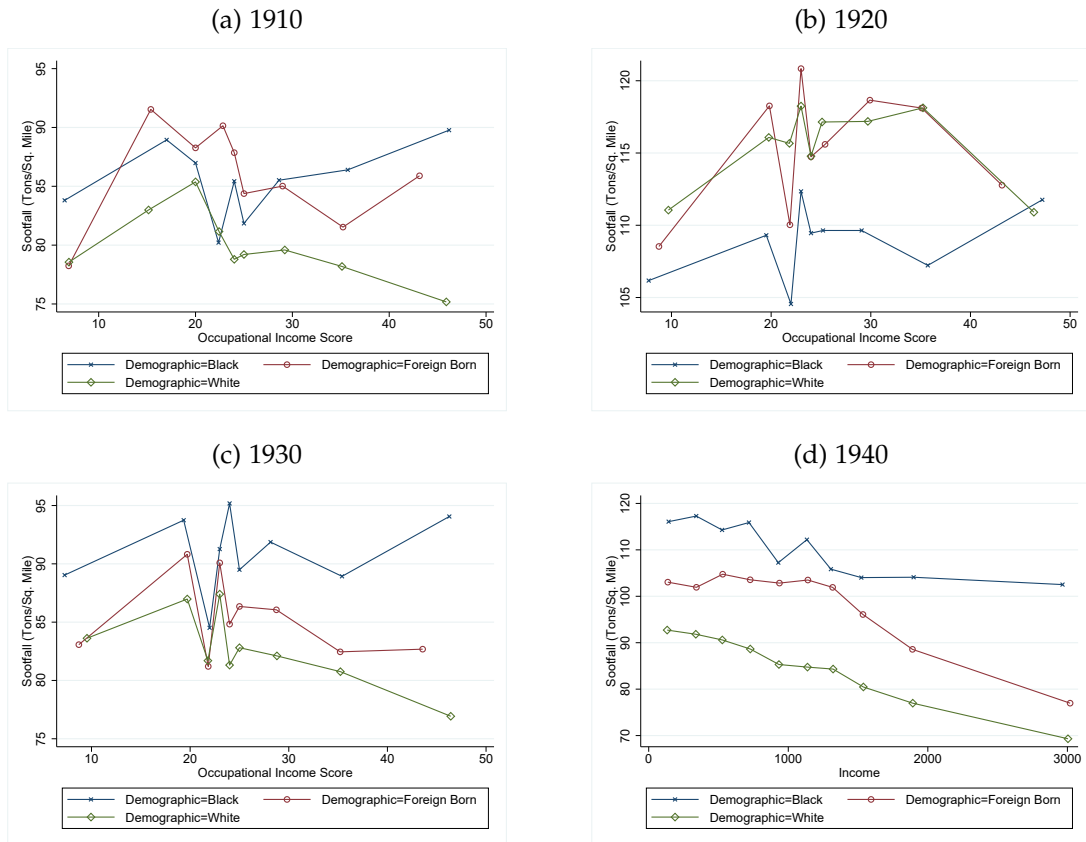 (a) 1910
Sootfall (Tons/Sq. Mile)
95
90
85
80
75
10 20 30 40 50
Occupational Income Score
Demographic=Black Demographic=Foreign Born
Demographic=White
(b) 1920
Sootfall (Tons/Sq. Mile)
120
115
110
105
10 20 30 40 50
Occupational Income Score
Demographic=Black Demographic=Foreign Born
Demographic=White
(c) 1930
Sootfall (Tons/Sq. Mile)
95
90
85
80
75
10 20 30 40 50
Occupational Income Score
Demographic=Black Demographic=Foreign Born
Demographic=White
(d) 1940
Sootfall (Tons/Sq. Mile)
120
110
100
90
80
70
0 1000 2000 3000
Income
Demographic=Black Demographic=Foreign Born
Demographic=White